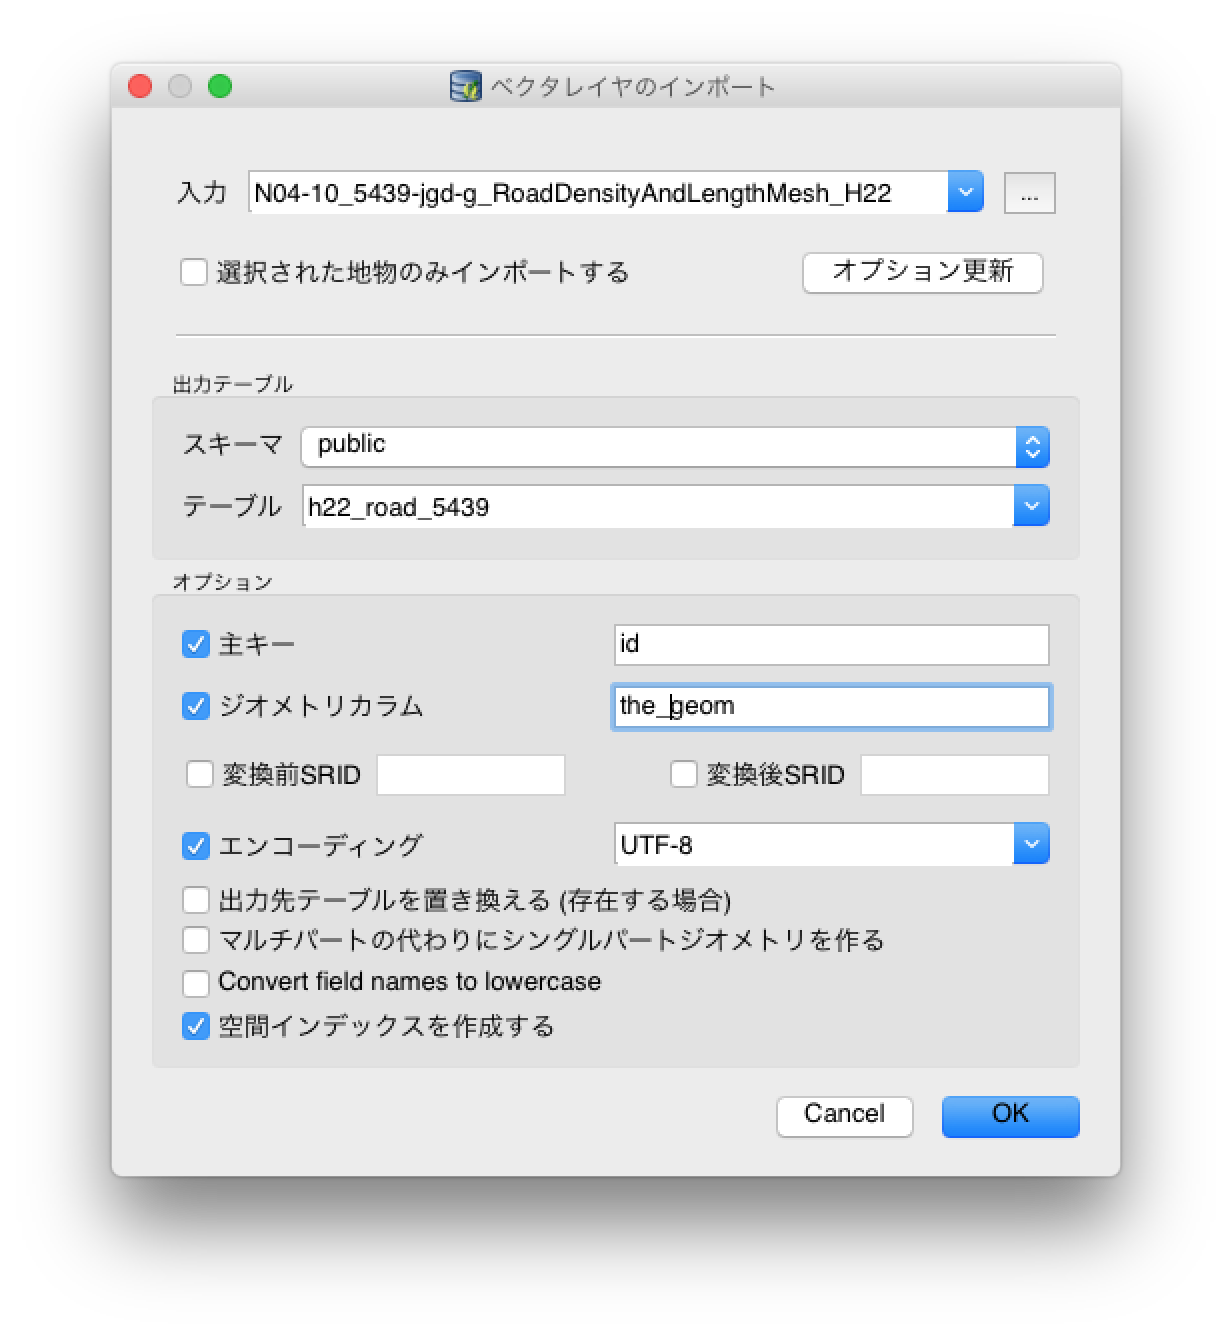 ベクタレイヤのインポート
入力 N04-10_5439-jgd-g_RoadDensityAndLengthMesh_H22 ...
選択された地物のみインポートする オプション更新
出力テーブル
スキーマ public
テーブル h22_road_5439
オプション
主キー id
ジオメトリカラム the_geom
変換前SRID 変換後SRID
エンコーディング UTF-8
出力先テーブルを置き換える (存在する場合)
マルチパートの代わりにシングルパートジオメトリを作る
Convert field names to lowercase
空間インデックスを作成する
Cancel OK